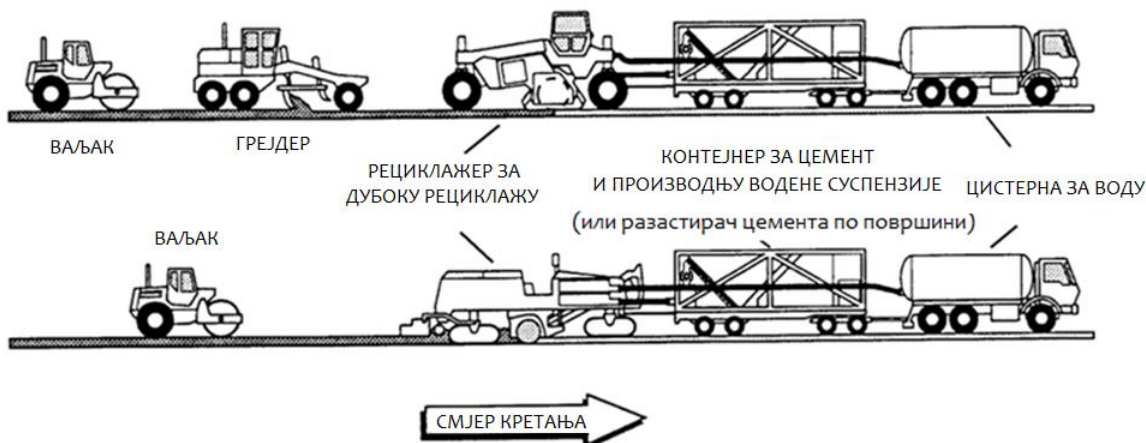 ВАЉАК
ГРЕЈДЕР
РЕЦИКЛАЖЕР ЗА
ДУБОКУ РЕЦИКЛАЖУ
КОНТЕЈНЕР ЗА ЦЕМЕНТ
И ПРОИЗВОДЊУ ВОДЕНЕ СУСПЕНЗИЈЕ
(или разастирач цемента по површини)
ЦИСТЕРНА ЗА ВОДУ
ВАЉАК
СМЈЕР КРЕТАЊА